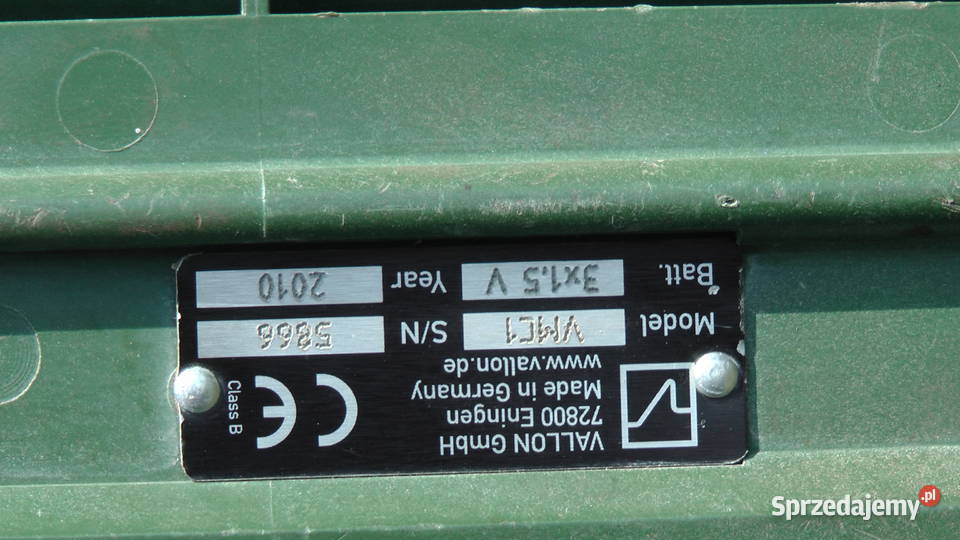 VALLON GmbH
72800 Eningen
Made in Germany
www.vallon.de
CE
Class B
Model VMC1 S/N 5866
Batt. 3x1.5 V Year 2010
Sprzedajemy.pl